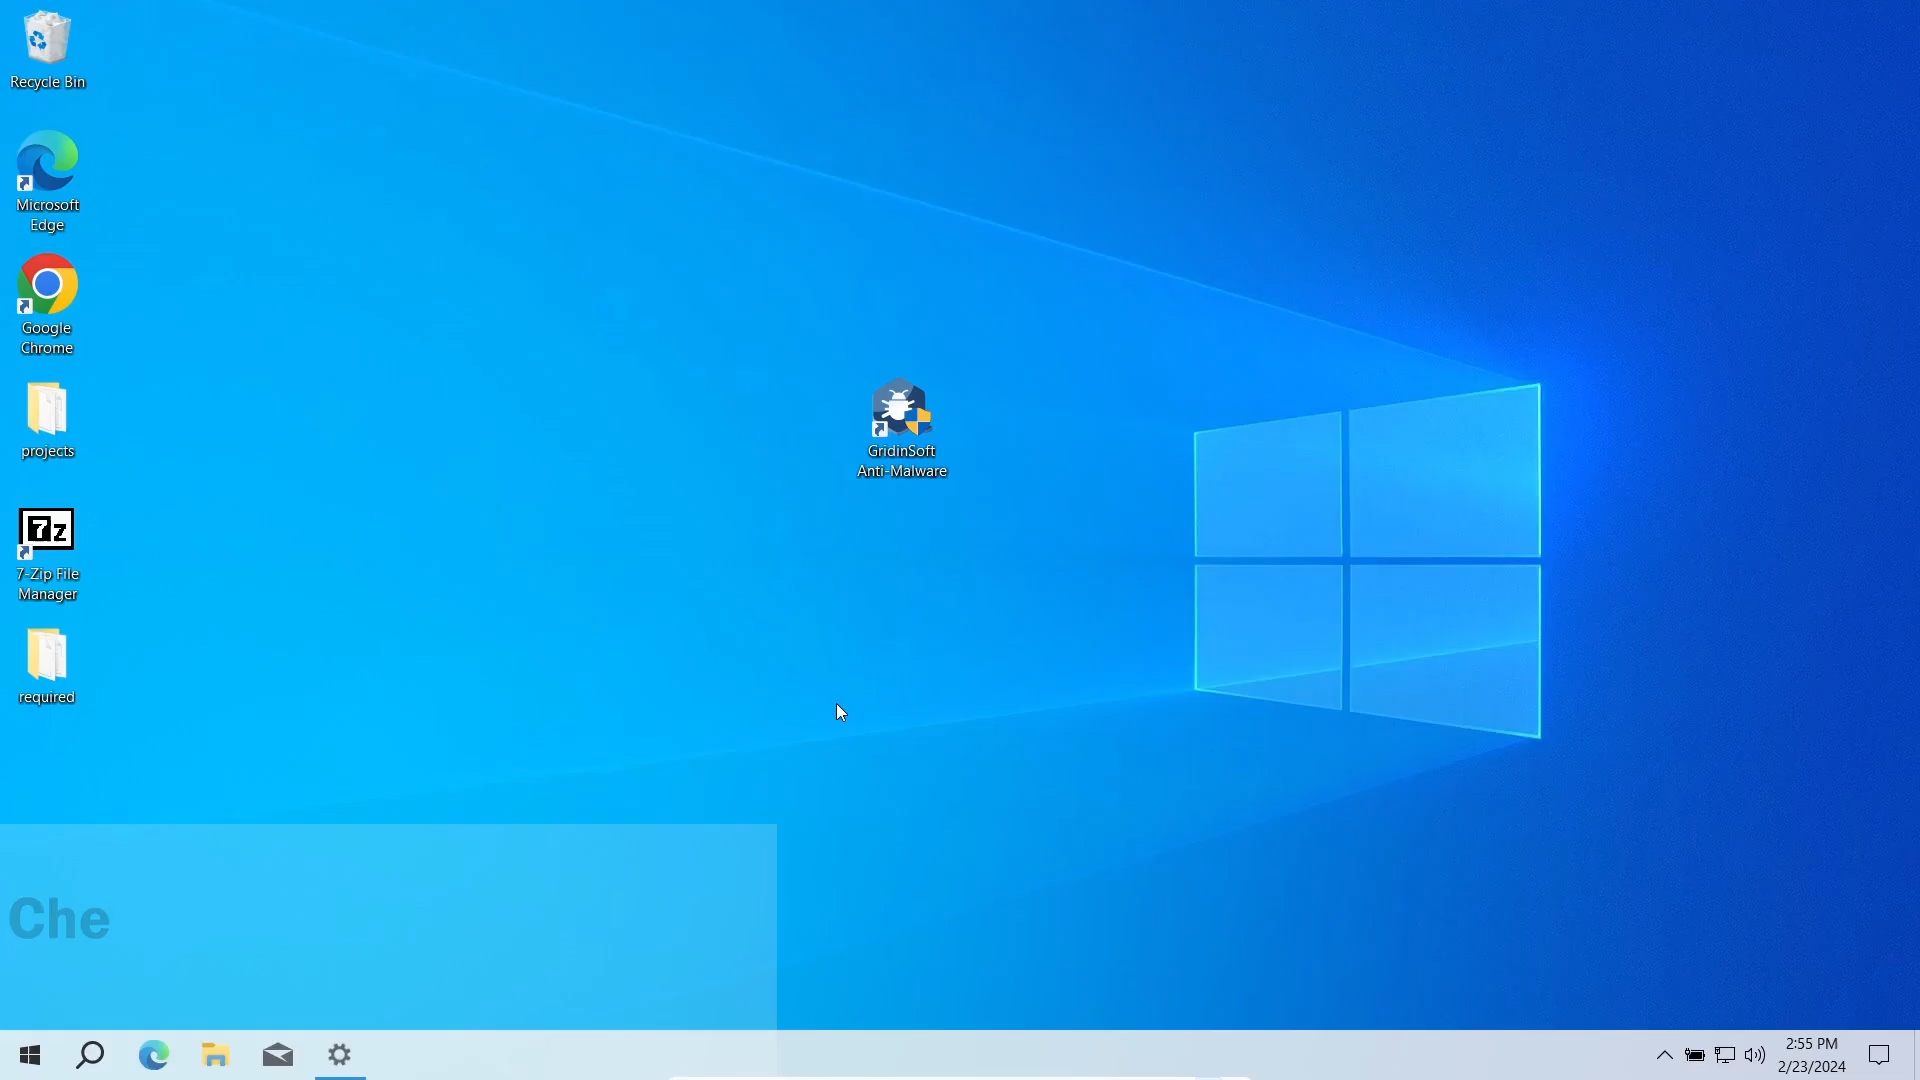 Recycle Bin
Microsoft
Edge
Google
Chrome
projects
7z
7-Zip File
Manager
required
GridinSoft
Anti-Malware
Che
2:55 PM
2/23/2024